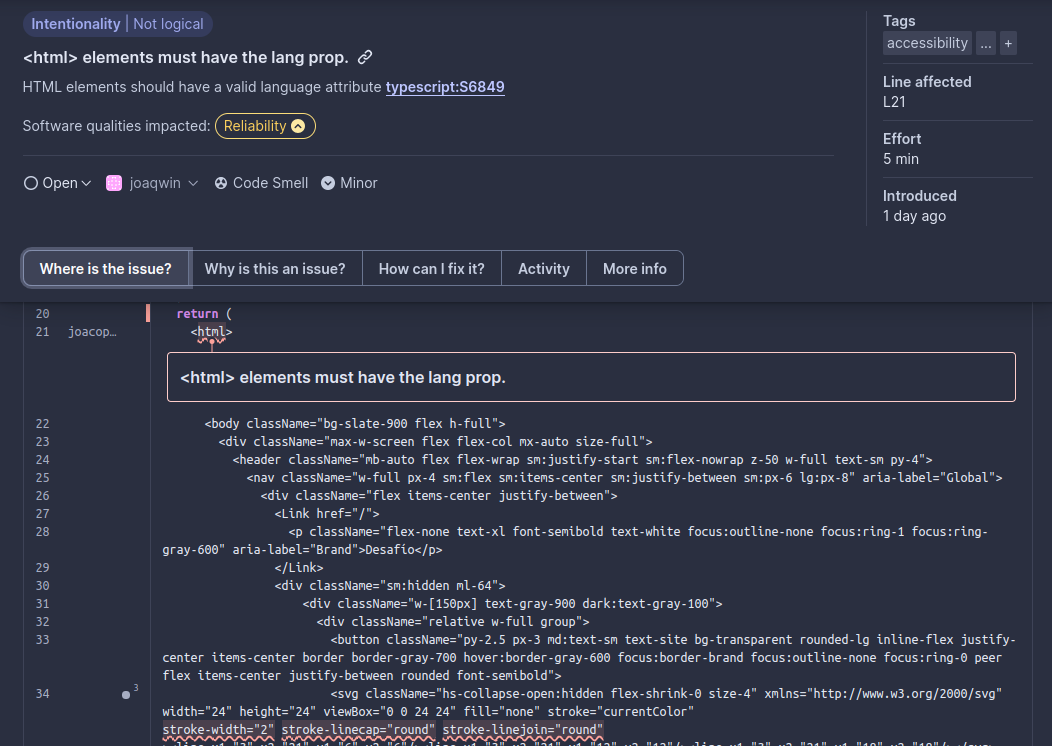 Intentionality | Not logical
<html> elements must have the lang prop.
HTML elements should have a valid language attribute typescript:S6849
Software qualities impacted: Reliability
Open joaqwin Code Smell Minor
Tags
accessibility ... +
Line affected
L21
Effort
5 min
Introduced
1 day ago
Where is the issue? Why is this an issue? How can I fix it? Activity More info
20 return (
21 joacop… <html>
<html> elements must have the lang prop.
22 <body className="bg-slate-900 flex h-full">
23 <div className="max-w-screen flex flex-col mx-auto size-full">
24 <header className="mb-auto flex flex-wrap sm:justify-start sm:flex-nowrap z-50 w-full text-sm py-4">
25 <nav className="w-full px-4 sm:flex sm:items-center sm:justify-between sm:px-6 lg:px-8" aria-label="Global">
26 <div className="flex items-center justify-between">
27 <Link href="/">
28 <p className="flex-none text-xl font-semibold text-white focus:outline-none focus:ring-1 focus:ring-
gray-600" aria-label="Brand">Desafío</p>
29 </Link>
30 <div className="sm:hidden ml-64">
31 <div className="w-[150px] text-gray-900 dark:text-gray-100">
32 <div className="relative w-full group">
33 <button className="py-2.5 px-3 md:text-sm text-site bg-transparent rounded-lg inline-flex justify-
center items-center border border-gray-700 hover:border-gray-600 focus:border-brand focus:outline-none focus:ring-0 peer
flex items-center justify-between rounded font-semibold">
34 3 <svg className="hs-collapse-open:hidden flex-shrink-0 size-4" xmlns="http://www.w3.org/2000/svg"
width="24" height="24" viewBox="0 0 24 24" fill="none" stroke="currentColor"
stroke-width="2" stroke-linecap="round" stroke-linejoin="round"